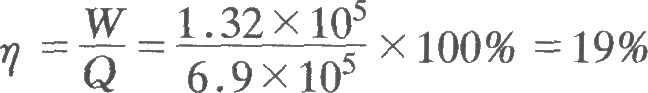 η = W/Q = 1.32×10⁵/6.9×10⁵ ×100% = 19%